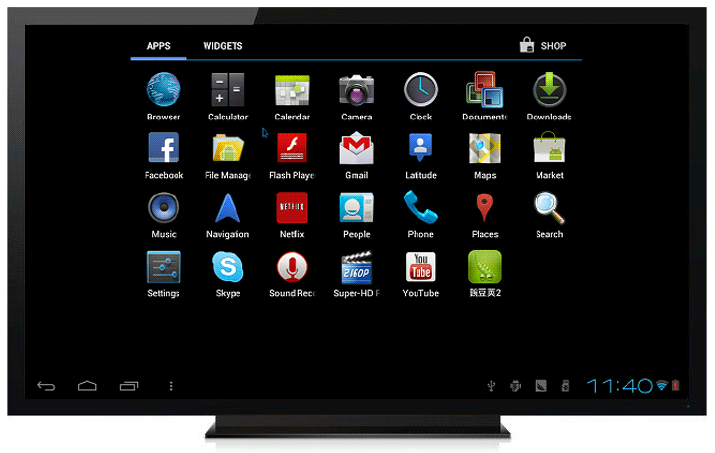 APPS WIDGETS SHOP
Browser Calculator Calendar Camera Clock Documents Downloads
Facebook File Manage Flash Playe Gmail Latitude Maps Market
NETFLIX
Music Navigation Netflix People Phone Places Search
2160P You Tube
Settings Skype Sound Reco Super-HD P YouTube 豌豆荚2
11:40